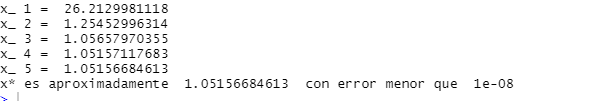 x_ 1 =  26.2129981118
x_ 2 =  1.25452996314
x_ 3 =  1.05657970355
x_ 4 =  1.05157117683
x_ 5 =  1.05156684613
x* es aproximadamente  1.05156684613  con error menor que  1e-08
>